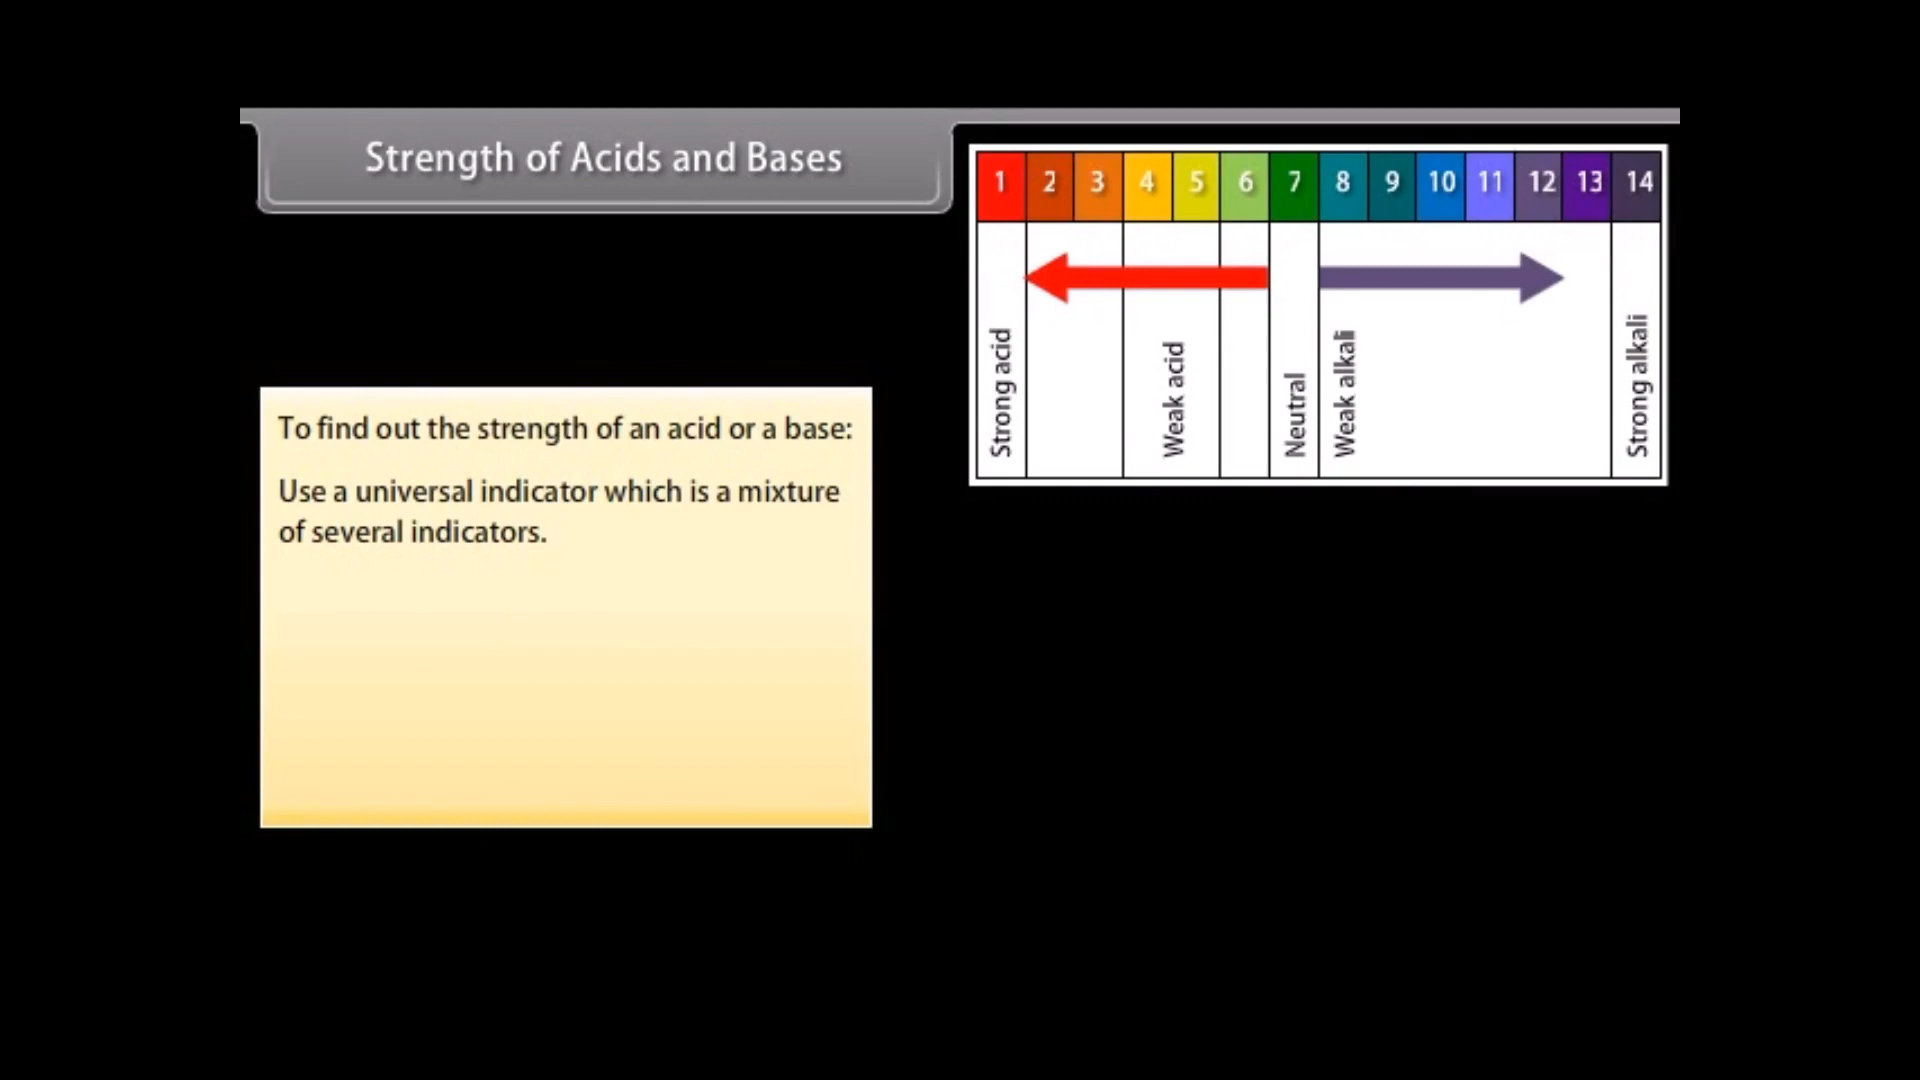 Strength of Acids and Bases
1 2 3 4 5 6 7 8 9 10 11 12 13 14
Strong acid
Weak acid
Neutral
Weak alkali
Strong alkali
To find out the strength of an acid or a base:
Use a universal indicator which is a mixture
of several indicators.